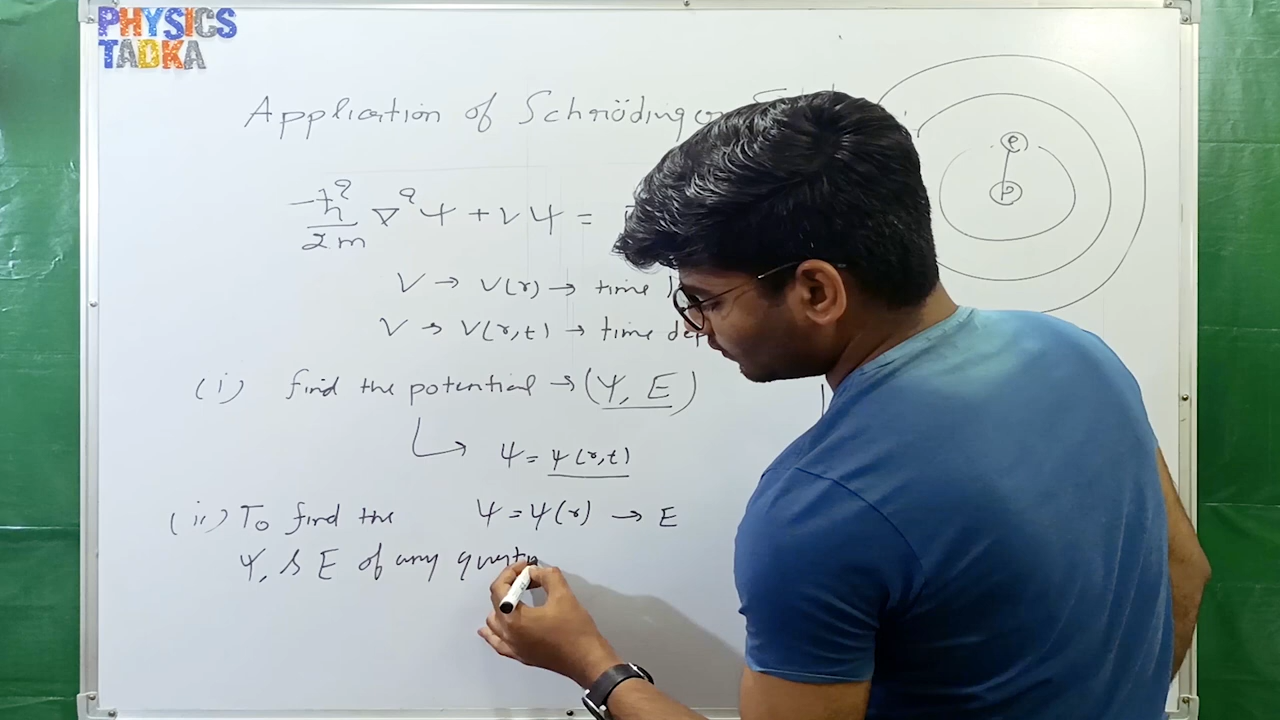 PHYSICS
TADKA
Application of Schrödinger
-ħ²/2m ∇²Ψ + VΨ =
V → V(r) → time
V → V(r,t) → time dep
(i) find the potential → (Ψ, E)
Ψ = Ψ(r,t)
(ii) To find the Ψ = Ψ(r) → E
Ψ, & E of any
e
p